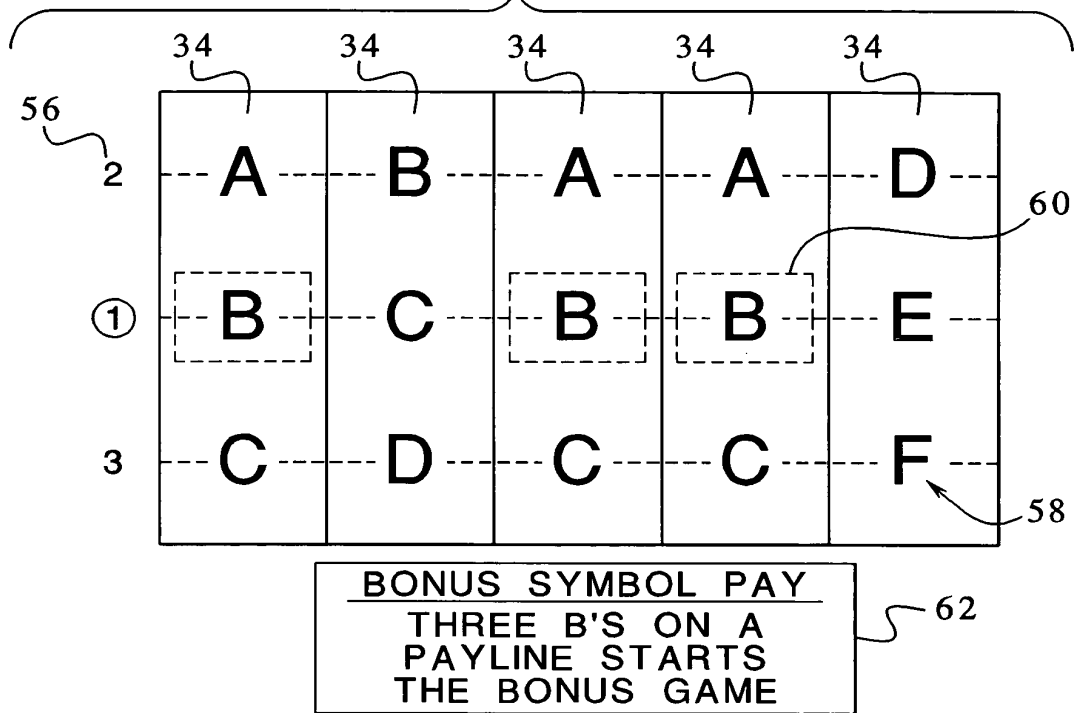 34 34 34 34 34
56
2 A B A A D
60
1 B C B B E
3 C D C C F
58
BONUS SYMBOL PAY
62
THREE B'S ON A
PAYLINE STARTS
THE BONUS GAME